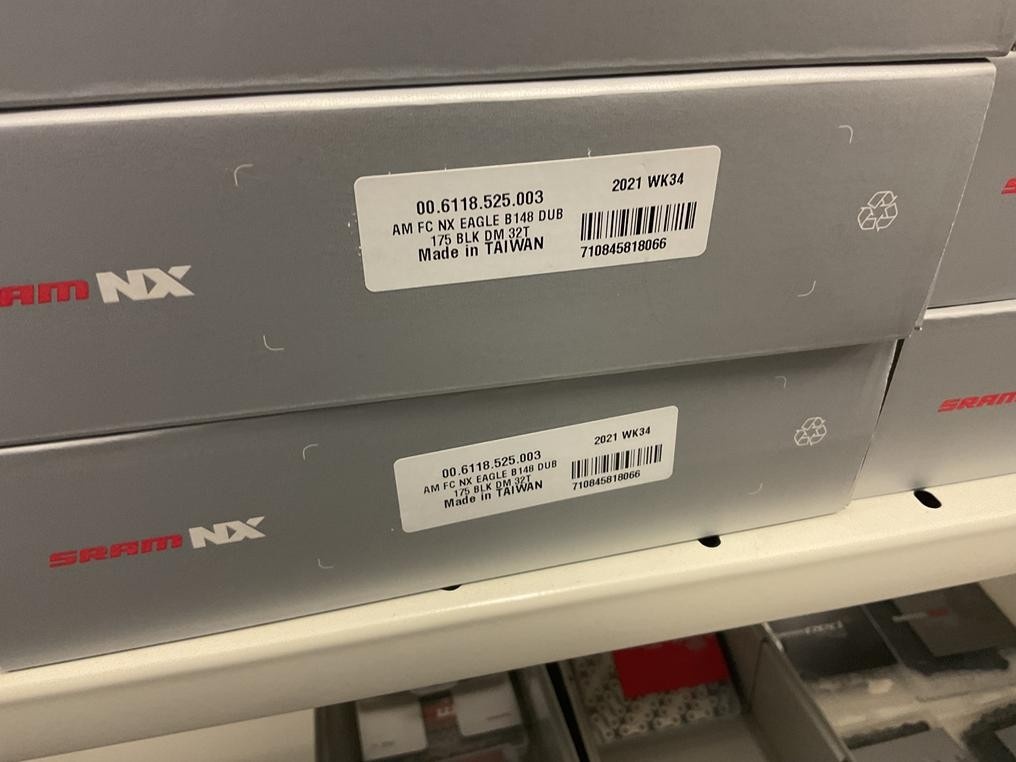 00.6118.525.003
2021 WK34
AM FC NX EAGLE B148 DUB
175 BLK DM 32T
Made in TAIWAN
710845818066
SRAM NX
00.6118.525.003
2021 WK34
AM FC NX EAGLE B148 DUB
175 BLK DM 32T
Made in TAIWAN
710845818066
SRAM NX
SRAM